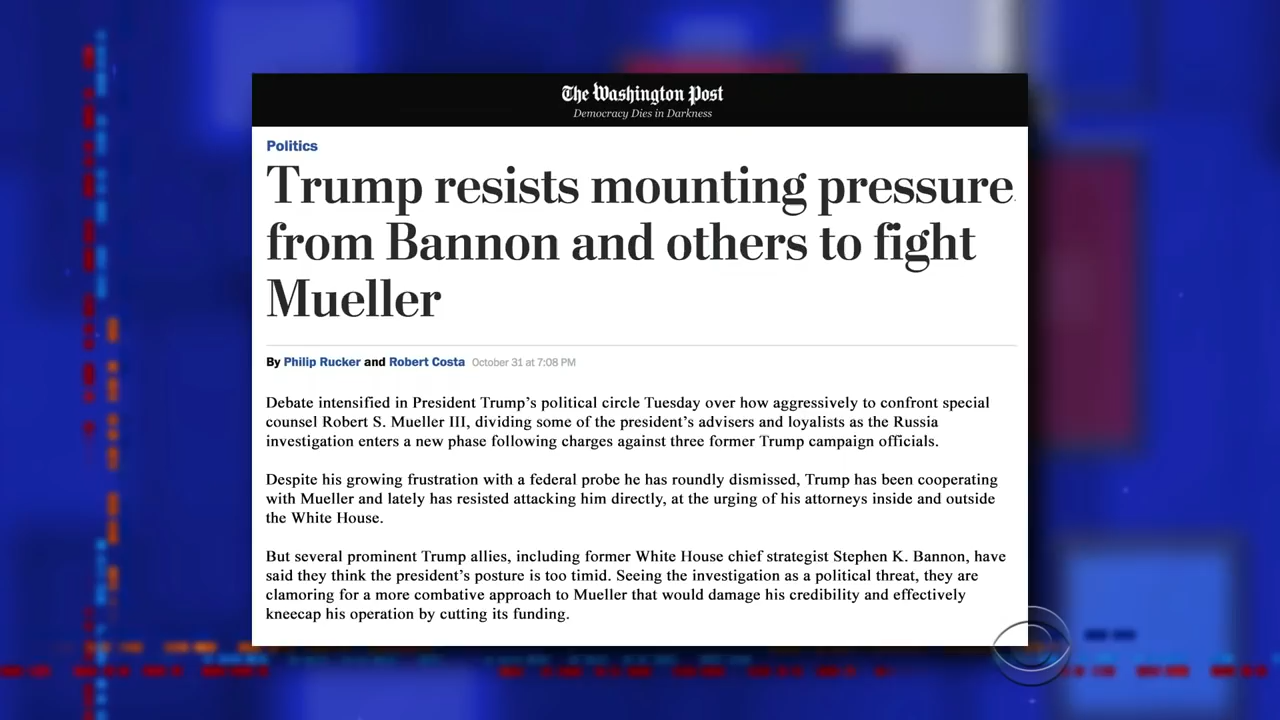 The Washington Post
Democracy Dies in Darkness
Politics
Trump resists mounting pressure
from Bannon and others to fight
Mueller
By Philip Rucker and Robert Costa October 31 at 7:08 PM
Debate intensified in President Trump's political circle Tuesday over how aggressively to confront special
counsel Robert S. Mueller III, dividing some of the president's advisers and loyalists as the Russia
investigation enters a new phase following charges against three former Trump campaign officials.
Despite his growing frustration with a federal probe he has roundly dismissed, Trump has been cooperating
with Mueller and lately has resisted attacking him directly, at the urging of his attorneys inside and outside
the White House.
But several prominent Trump allies, including former White House chief strategist Stephen K. Bannon, have
said they think the president's posture is too timid. Seeing the investigation as a political threat, they are
clamoring for a more combative approach to Mueller that would damage his credibility and effectively
kneecap his operation by cutting its funding.